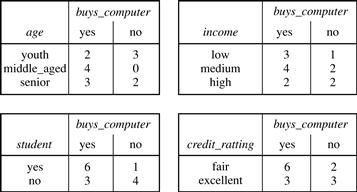 buys_computer
age yes no
youth 2 3
middle_aged 4 0
senior 3 2
buys_computer
income yes no
low 3 1
medium 4 2
high 2 2
buys_computer
student yes no
yes 6 1
no 3 4
buys_computer
credit_ratting yes no
fair 6 2
excellent 3 3